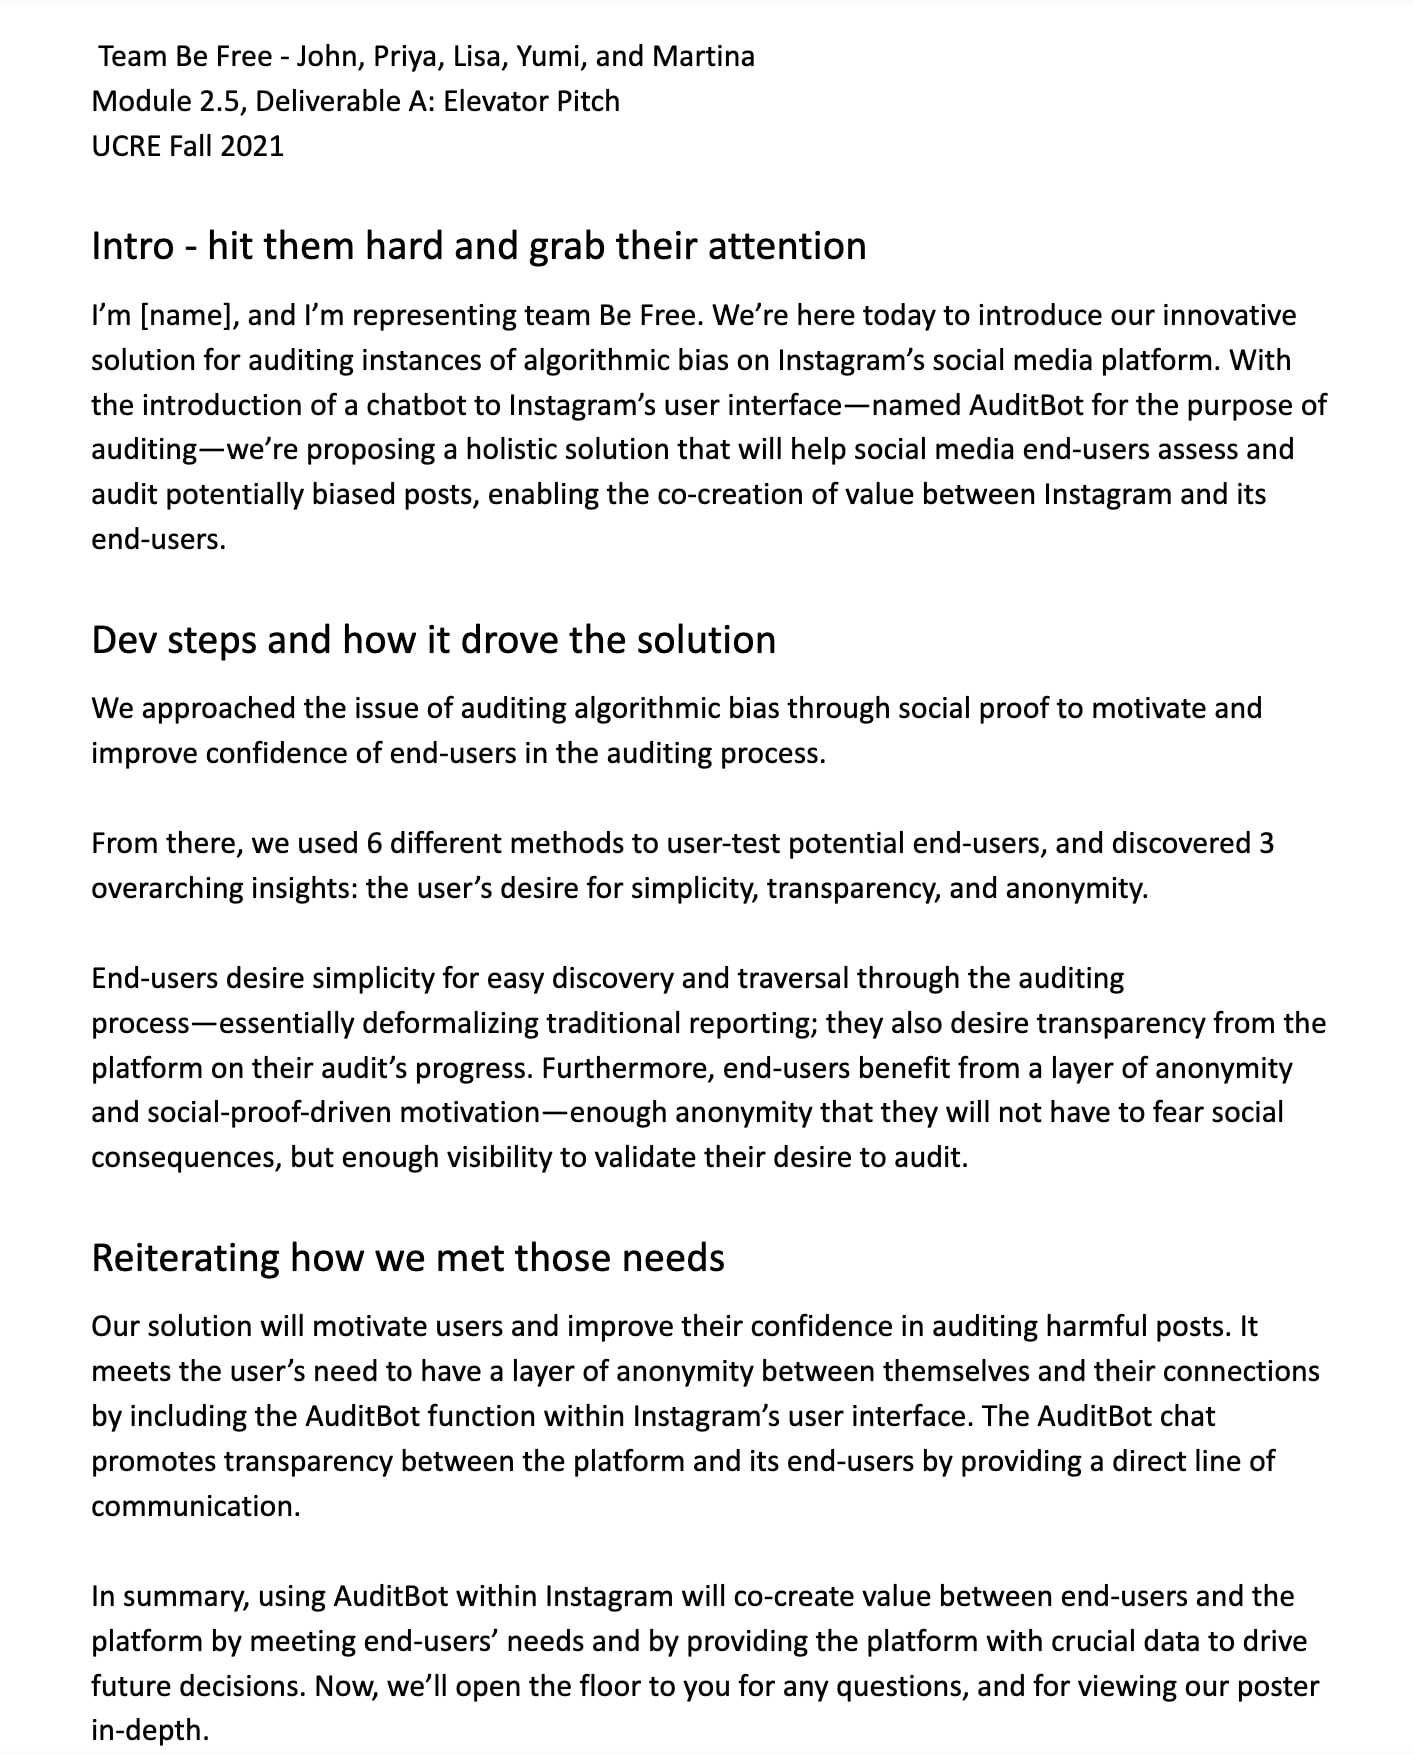 Team Be Free - John, Priya, Lisa, Yumi, and Martina
Module 2.5, Deliverable A: Elevator Pitch
UCRE Fall 2021
Intro - hit them hard and grab their attention
I’m [name], and I’m representing team Be Free. We’re here today to introduce our innovative
solution for auditing instances of algorithmic bias on Instagram’s social media platform. With
the introduction of a chatbot to Instagram’s user interface—named AuditBot for the purpose of
auditing—we’re proposing a holistic solution that will help social media end-users assess and
audit potentially biased posts, enabling the co-creation of value between Instagram and its
end-users.
Dev steps and how it drove the solution
We approached the issue of auditing algorithmic bias through social proof to motivate and
improve confidence of end-users in the auditing process.
From there, we used 6 different methods to user-test potential end-users, and discovered 3
overarching insights: the user’s desire for simplicity, transparency, and anonymity.
End-users desire simplicity for easy discovery and traversal through the auditing
process—essentially deformalizing traditional reporting; they also desire transparency from the
platform on their audit’s progress. Furthermore, end-users benefit from a layer of anonymity
and social-proof-driven motivation—enough anonymity that they will not have to fear social
consequences, but enough visibility to validate their desire to audit.
Reiterating how we met those needs
Our solution will motivate users and improve their confidence in auditing harmful posts. It
meets the user’s need to have a layer of anonymity between themselves and their connections
by including the AuditBot function within Instagram’s user interface. The AuditBot chat
promotes transparency between the platform and its end-users by providing a direct line of
communication.
In summary, using AuditBot within Instagram will co-create value between end-users and the
platform by meeting end-users’ needs and by providing the platform with crucial data to drive
future decisions. Now, we’ll open the floor to you for any questions, and for viewing our poster
in-depth.